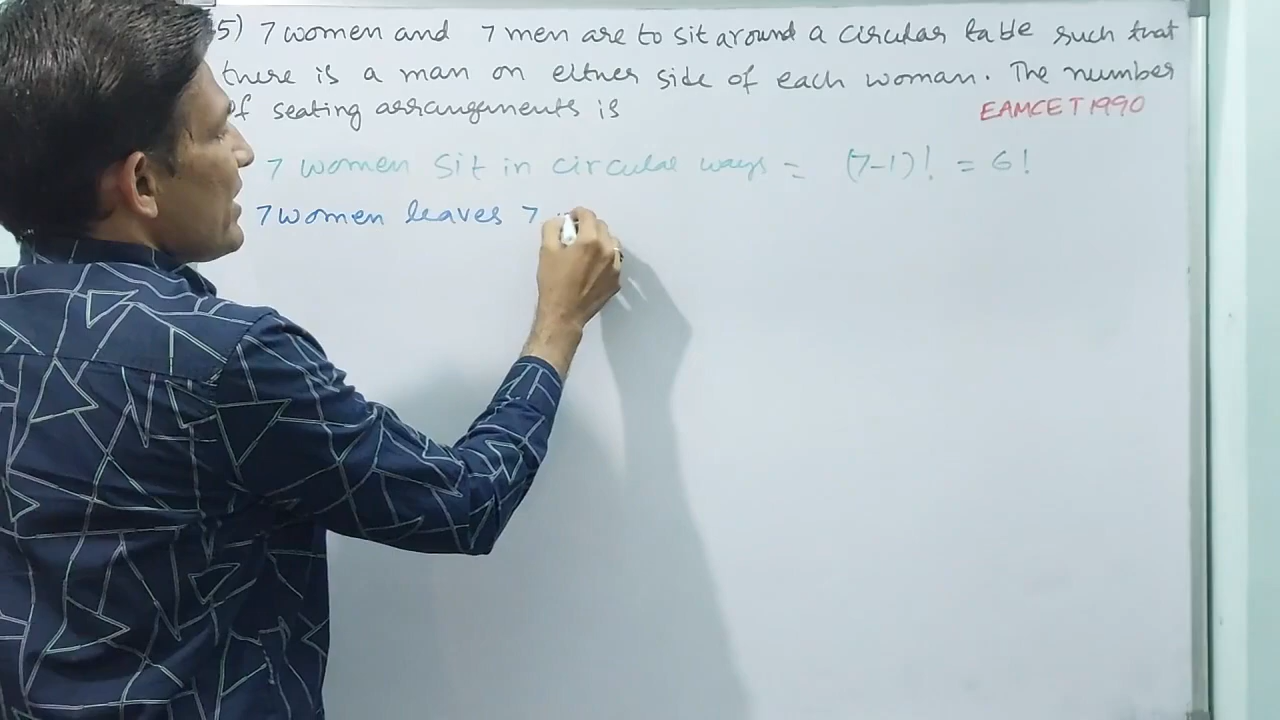 5) 7 women and 7 men are to sit around a circular table such that
there is a man on either side of each woman. The number
of seating arrangements is
EAMCET 1990
7 women sit in circular ways = (7-1)! = 6!
7 women leaves 7